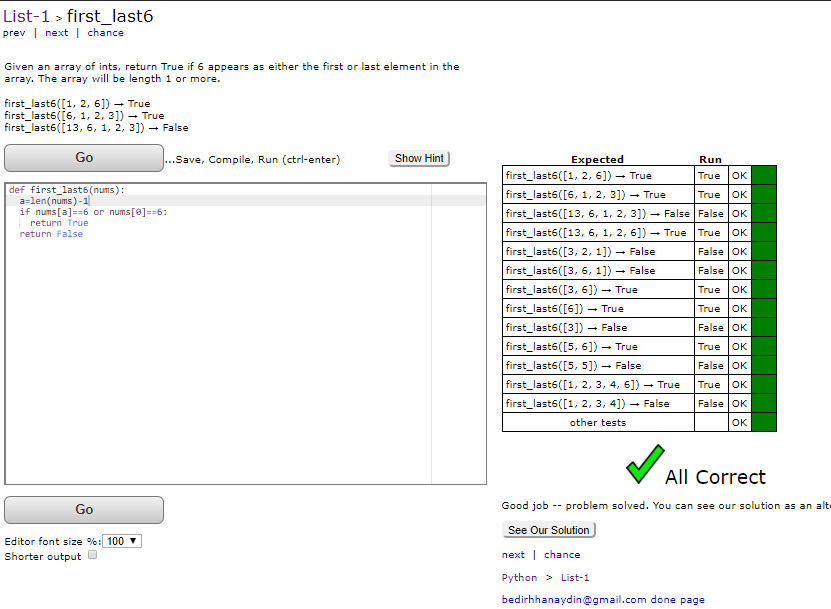 List-1 > first_last6
prev | next | chance
Given an array of ints, return True if 6 appears as either the first or last element in the
array. The array will be length 1 or more.
first_last6([1, 2, 6]) → True
first_last6([6, 1, 2, 3]) → True
first_last6([13, 6, 1, 2, 3]) → False
Go
...Save, Compile, Run (ctrl-enter)
Show Hint
def first_last6(nums):
a=len(nums)-1
if nums[a]==6 or nums[0]==6:
return True
return False
Go
Editor font size %: 100 ▼
Shorter output
Expected Run
first_last6([1, 2, 6]) → True True OK
first_last6([6, 1, 2, 3]) → True True OK
first_last6([13, 6, 1, 2, 3]) → False False OK
first_last6([13, 6, 1, 2, 6]) → True True OK
first_last6([3, 2, 1]) → False False OK
first_last6([3, 6, 1]) → False False OK
first_last6([3, 6]) → True True OK
first_last6([6]) → True True OK
first_last6([3]) → False False OK
first_last6([5, 6]) → True True OK
first_last6([5, 5]) → False False OK
first_last6([1, 2, 3, 4, 6]) → True True OK
first_last6([1, 2, 3, 4]) → False False OK
other tests OK
All Correct
Good job -- problem solved. You can see our solution as an alte
See Our Solution
next | chance
Python > List-1
bedirhhanaydin@gmail.com done page